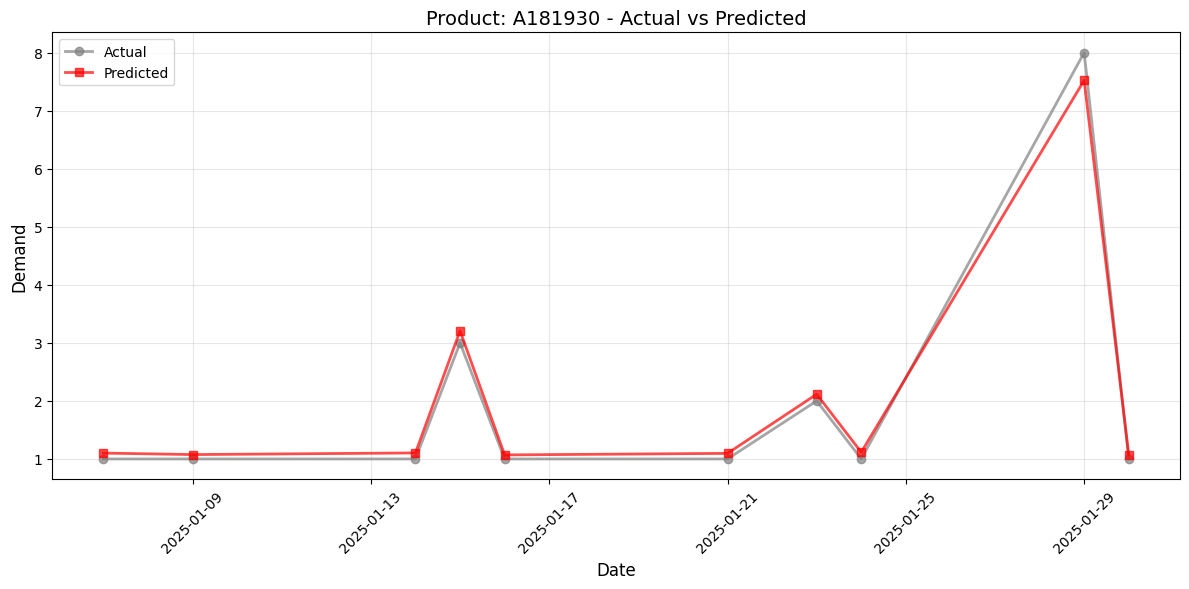 Product: A181930 - Actual vs Predicted
Actual
Predicted
8
7
6
5
4
3
2
1
Demand
2025-01-09
2025-01-13
2025-01-17
2025-01-21
2025-01-25
2025-01-29
Date